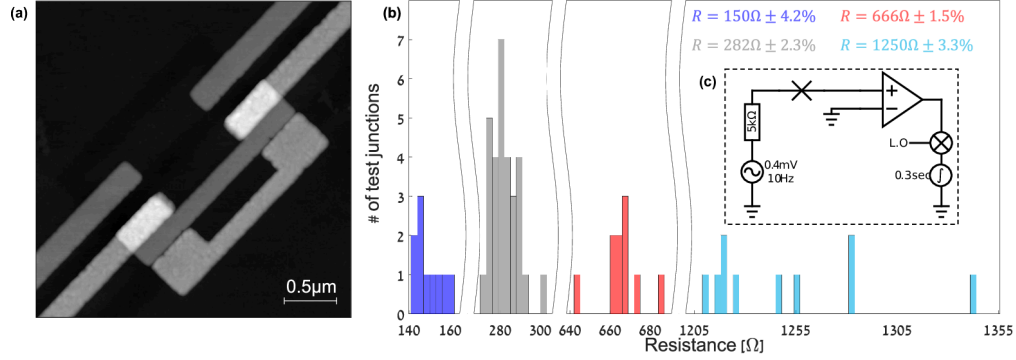 (a)
0.5µm
(b)
R = 150Ω ± 4.2%
R = 666Ω ± 1.5%
R = 282Ω ± 2.3%
R = 1250Ω ± 3.3%
(c)
5kΩ
0.4mV
10Hz
+
−
L.O
0.3sec
∫
# of test junctions
7
6
5
4
3
2
1
0
140 160 280 300 640 660 680 1205 1255 1305 1355
Resistance [Ω]